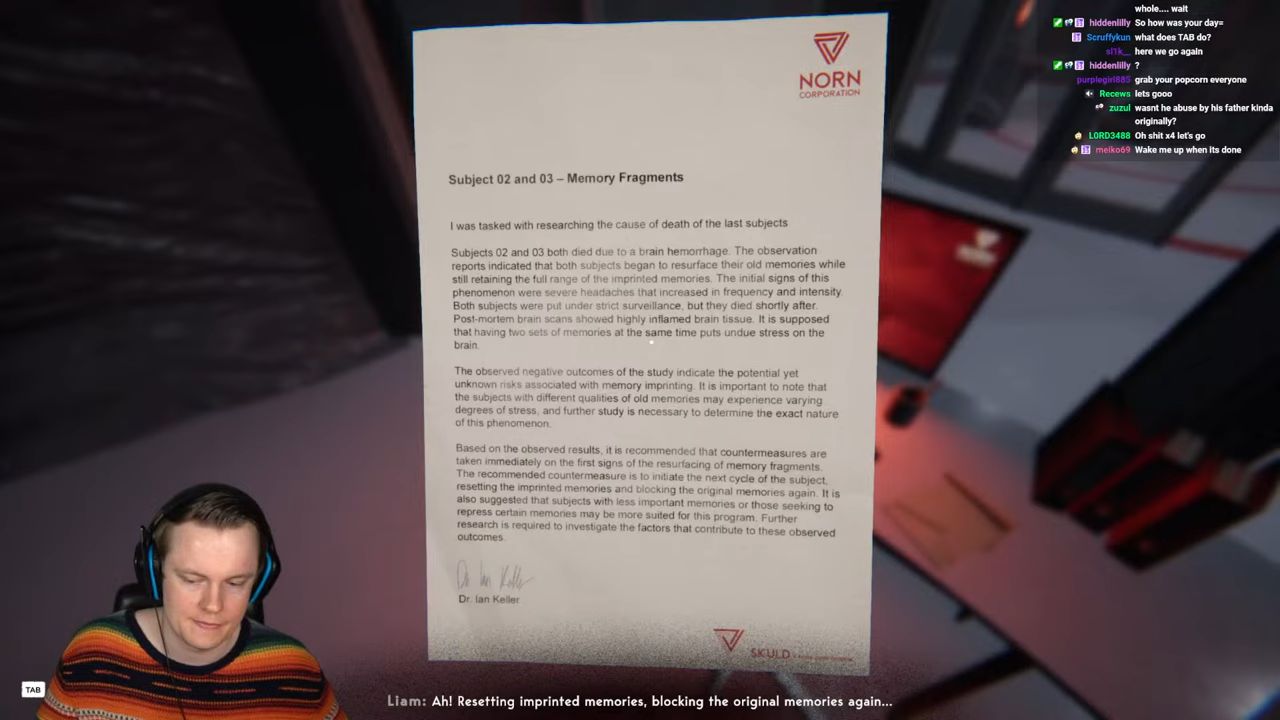 whole.... wait
hiddenlilly So how was your day=
Scruffykun what does TAB do?
sl1k_ here we go again
hiddenlilly ?
purplegirl885 grab your popcorn everyone
Recews lets gooo
zuzul wasnt he abuse by his father kinda
originally?
L0RD3488 Oh shit x4 let's go
meiko69 Wake me up when its done
NORN
CORPORATION
Subject 02 and 03 – Memory Fragments
I was tasked with researching the cause of death of the last subjects
Subjects 02 and 03 both died due to a brain hemorrhage. The observation
reports indicated that both subjects began to resurface their old memories while
still retaining the full range of the imprinted memories. The initial signs of this
phenomenon were severe headaches that increased in frequency and intensity.
Both subjects were put under strict surveillance, but they died shortly after.
Post-mortem brain scans showed highly inflamed brain tissue. It is supposed
that having two sets of memories at the same time puts undue stress on the
brain.
The observed negative outcomes of the study indicate the potential yet
unknown risks associated with memory imprinting. It is important to note that
the subjects with different qualities of old memories may experience varying
degrees of stress, and further study is necessary to determine the exact nature
of this phenomenon.
Based on the observed results, it is recommended that countermeasures are
taken immediately on the first signs of the resurfacing of memory fragments.
The recommended countermeasure is to initiate the next cycle of the subject,
resetting the imprinted memories and blocking the original memories again. It is
also suggested that subjects with less important memories or those seeking to
repress certain memories may be more suited for this program. Further
research is required to investigate the factors that contribute to these observed
outcomes.
Dr. Ian Keller
Dr. Ian Keller
SKULD
TAB
Liam: Ah! Resetting imprinted memories, blocking the original memories again...